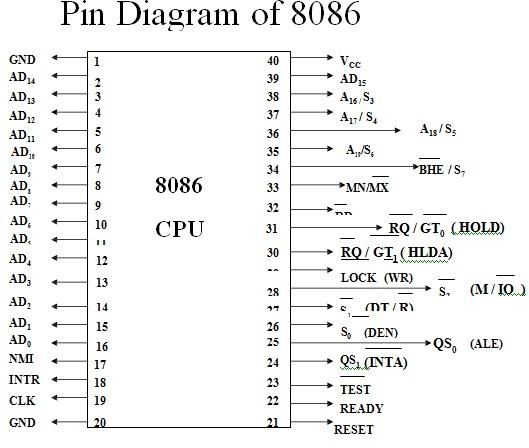 Pin Diagram of 8086
GND 1 40 VCC
AD14 2 39 AD15
AD13 3 38 A16/S3
AD12 4 37 A17/S4
AD11 5 36 A18/S5
AD10 6 35 A19/S6
AD9 7 34 BHE / S7
AD8 8 33 MN/MX
AD7 9 32
AD6 10 31 RQ / GT0 (HOLD)
AD5 11 30 RQ / GT1 (HLDA)
AD4 12 LOCK (WR)
AD3 13 28 S2 (M / IO)
AD2 14 27 S1 (DT / R)
AD1 15 26 S0 (DEN)
AD0 16 25 QS0 (ALE)
NMI 17 24 QS1 (INTA)
INTR 18 23 TEST
CLK 19 22 READY
GND 20 21 RESET
8086
CPU